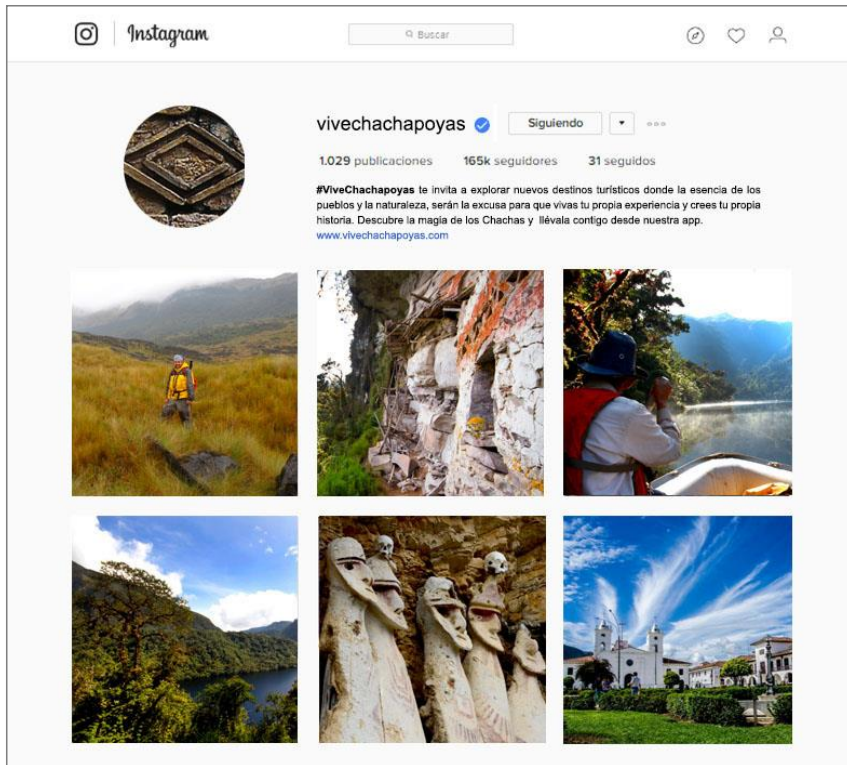 Instagram
Buscar
vivechachapoyas
Siguiendo
1.029 publicaciones 165k seguidores 31 seguidos
#ViveChachapoyas te invita a explorar nuevos destinos turísticos donde la esencia de los
pueblos y la naturaleza, serán la excusa para que vivas tu propia experiencia y crees tu propia
historia. Descubre la magia de los Chachas y llévala contigo desde nuestra app.
www.vivechachapoyas.com